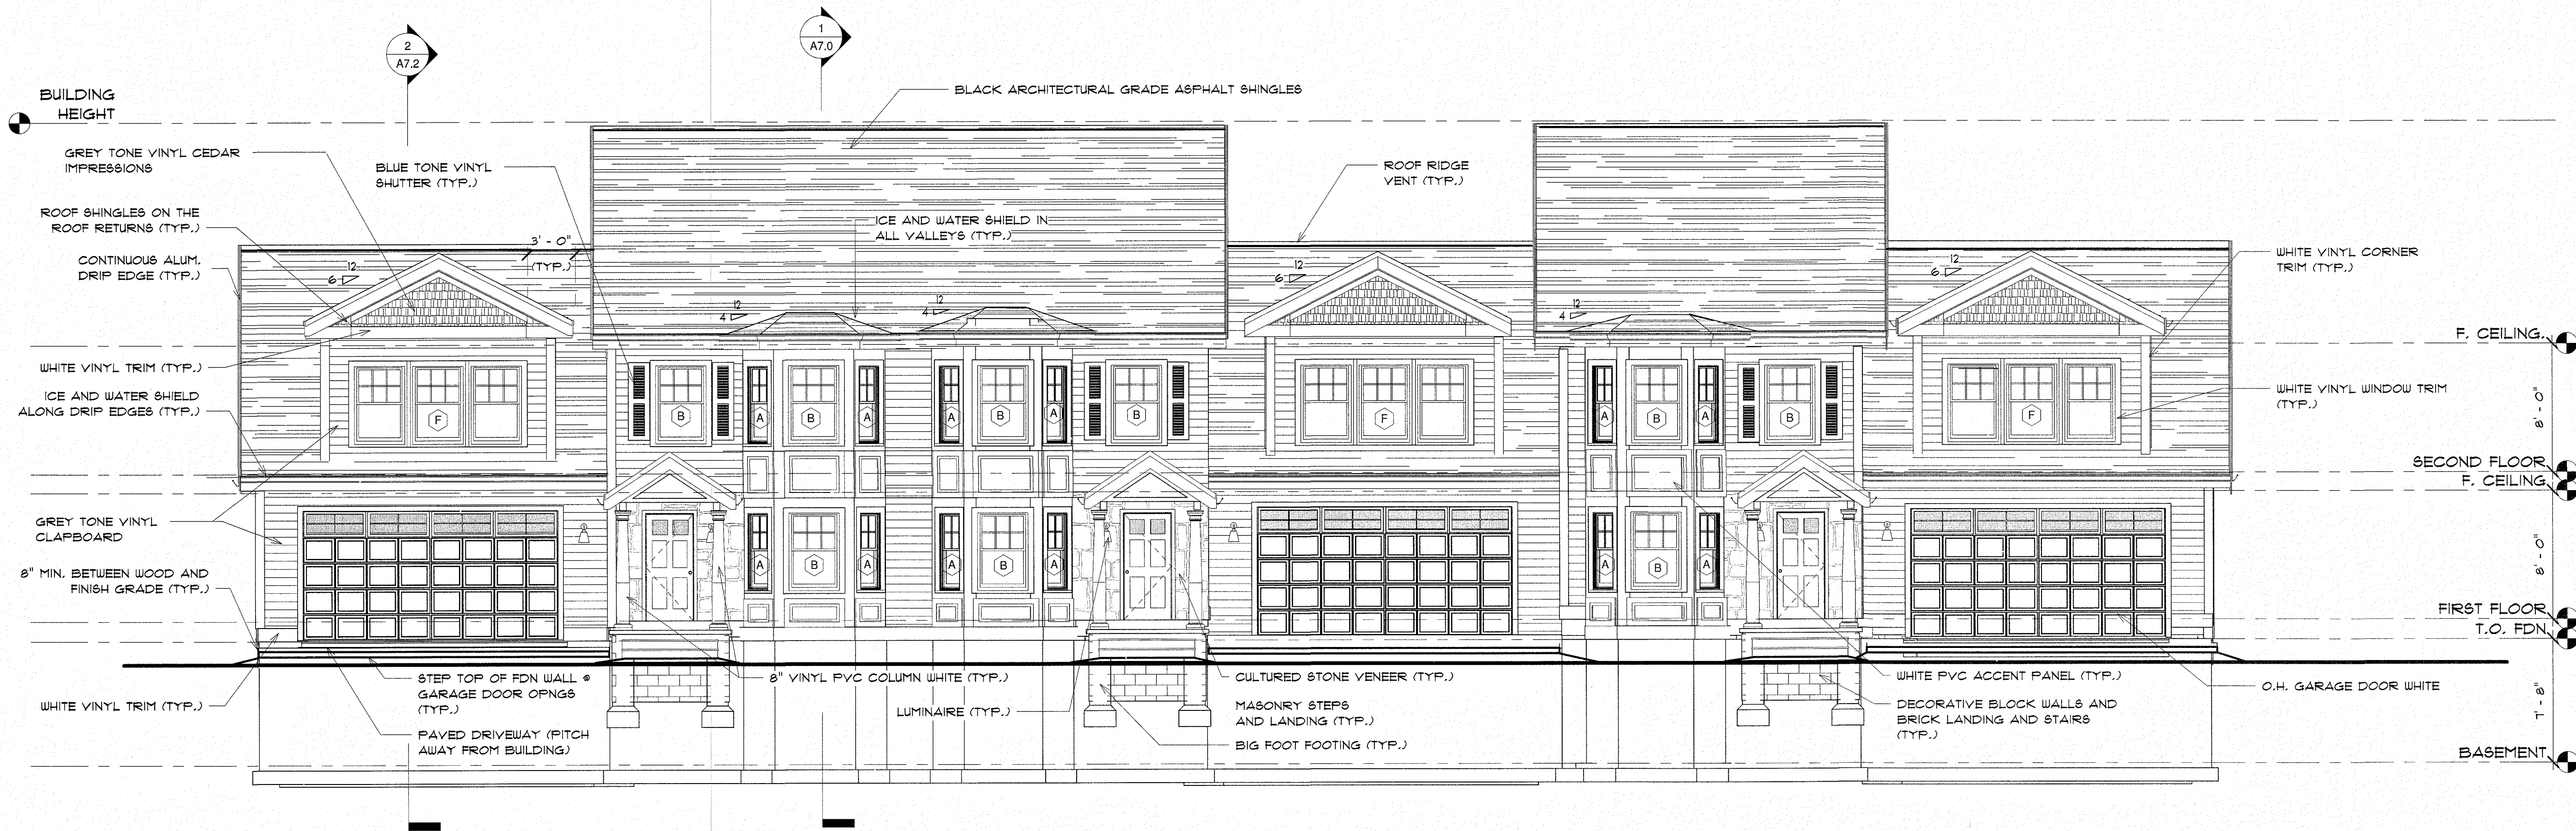 2
A7.2
1
A7.0
BUILDING
HEIGHT
BLACK ARCHITECTURAL GRADE ASPHALT SHINGLES
GREY TONE VINYL CEDAR
IMPRESSIONS
BLUE TONE VINYL
SHUTTER (TYP.)
ROOF RIDGE
VENT (TYP.)
ROOF SHINGLES ON THE
ROOF RETURNS (TYP.)
ICE AND WATER SHIELD IN
ALL VALLEYS (TYP.)
3' - 0"
(TYP.)
CONTINUOUS ALUM.
DRIP EDGE (TYP.)
WHITE VINYL CORNER
TRIM (TYP.)
12
6
12
6
12
6
12
4
12
4
12
4
F. CEILING.
WHITE VINYL TRIM (TYP.)
ICE AND WATER SHIELD
ALONG DRIP EDGES (TYP.)
WHITE VINYL WINDOW TRIM
(TYP.)
8' - 0"
F
B
A
B
A
A
B
A
B
F
A
B
A
B
F
SECOND FLOOR
F. CEILING
GREY TONE VINYL
CLAPBOARD
8' - 0"
A
B
A
A
B
A
A
B
A
8" MIN. BETWEEN WOOD AND
FINISH GRADE (TYP.)
FIRST FLOOR
T.O. FDN
STEP TOP OF FDN WALL @
GARAGE DOOR OPNGS
(TYP.)
8" VINYL PVC COLUMN WHITE (TYP.)
CULTURED STONE VENEER (TYP.)
WHITE PVC ACCENT PANEL (TYP.)
O.H. GARAGE DOOR WHITE
WHITE VINYL TRIM (TYP.)
LUMINAIRE (TYP.)
MASONRY STEPS
AND LANDING (TYP.)
DECORATIVE BLOCK WALLS AND
BRICK LANDING AND STAIRS
(TYP.)
7' - 8"
PAVED DRIVEWAY (PITCH
AWAY FROM BUILDING)
BIG FOOT FOOTING (TYP.)
BASEMENT